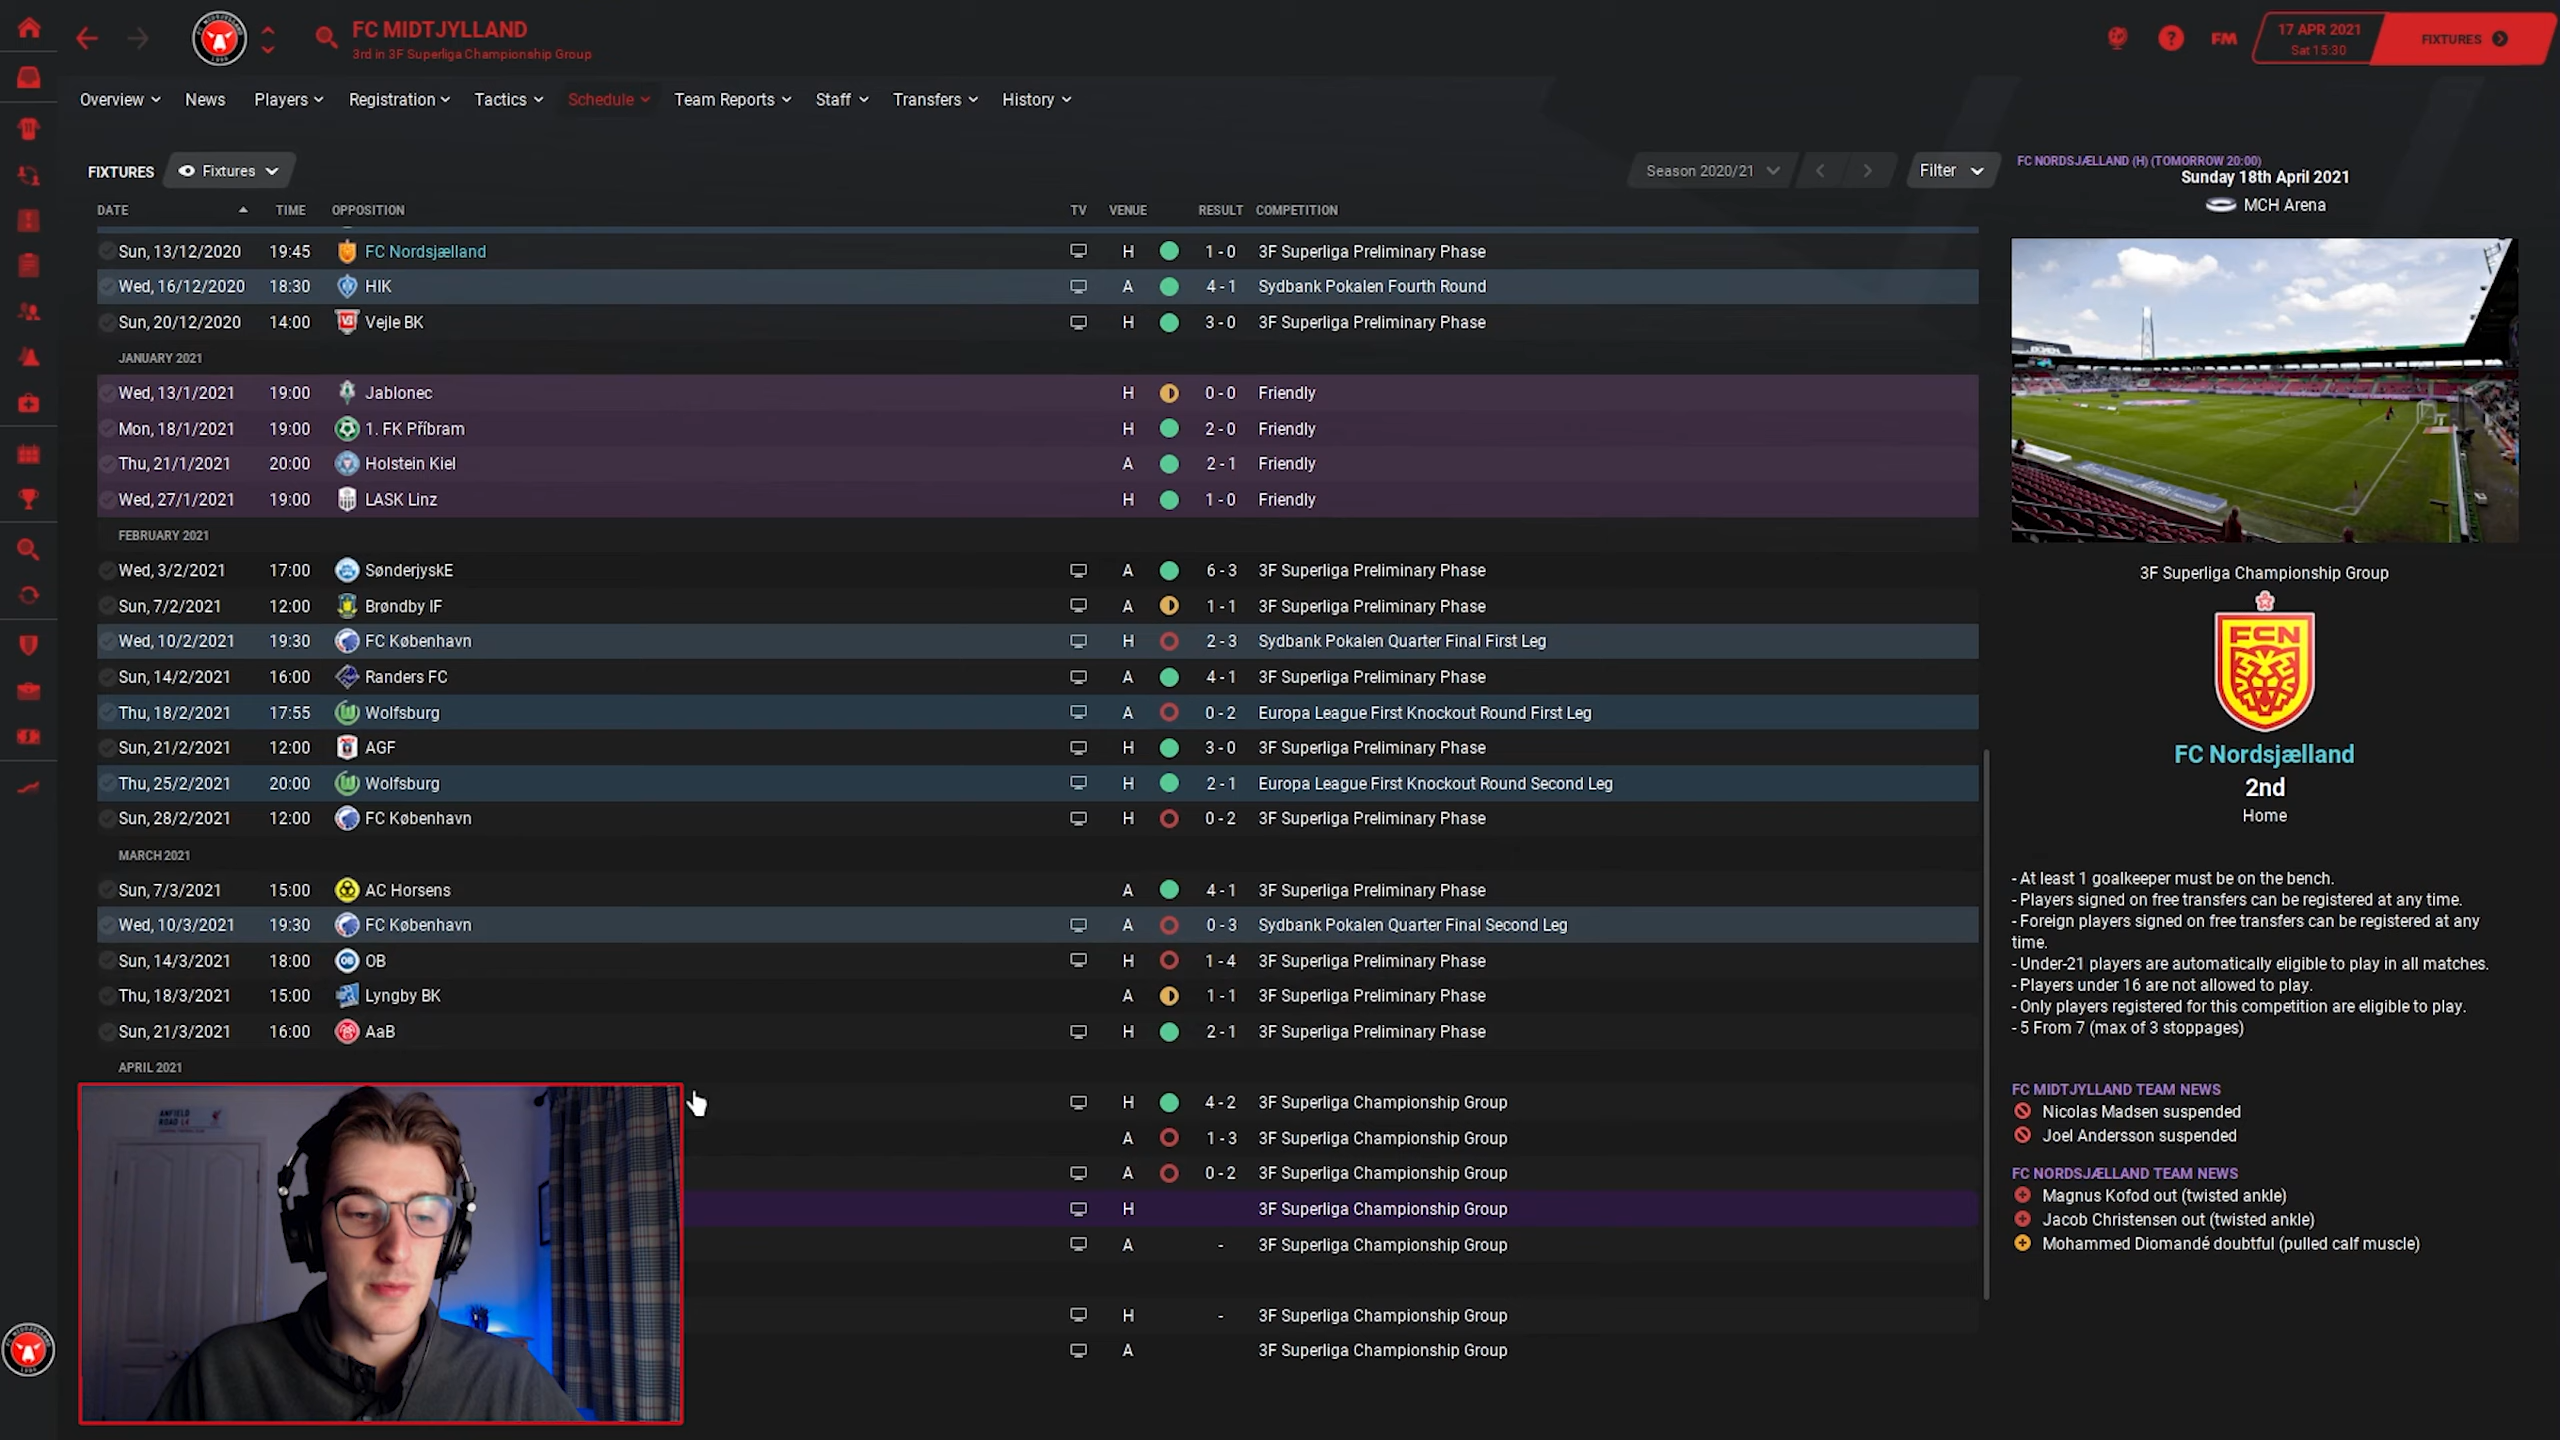 FC MIDTJYLLAND
3rd in 3F Superliga Championship Group
FM
17 APR 2021
Sat 15:30
FIXTURES
Overview News Players Registration Tactics Schedule Team Reports Staff Transfers History
FIXTURES Fixtures Season 2020/21 Filter
DATE TIME OPPOSITION TV VENUE RESULT COMPETITION
Sun, 13/12/2020 19:45 FC Nordsjælland H 1 - 0 3F Superliga Preliminary Phase
Wed, 16/12/2020 18:30 HIK A 4 - 1 Sydbank Pokalen Fourth Round
Sun, 20/12/2020 14:00 Vejle BK H 3 - 0 3F Superliga Preliminary Phase
JANUARY 2021
Wed, 13/1/2021 19:00 Jablonec H 0 - 0 Friendly
Mon, 18/1/2021 19:00 1. FK Příbram H 2 - 0 Friendly
Thu, 21/1/2021 20:00 Holstein Kiel A 2 - 1 Friendly
Wed, 27/1/2021 19:00 LASK Linz H 1 - 0 Friendly
FEBRUARY 2021
Wed, 3/2/2021 17:00 SønderjyskE A 6 - 3 3F Superliga Preliminary Phase
Sun, 7/2/2021 12:00 Brøndby IF A 1 - 1 3F Superliga Preliminary Phase
Wed, 10/2/2021 19:30 FC København H 2 - 3 Sydbank Pokalen Quarter Final First Leg
Sun, 14/2/2021 16:00 Randers FC A 4 - 1 3F Superliga Preliminary Phase
Thu, 18/2/2021 17:55 Wolfsburg A 0 - 2 Europa League First Knockout Round First Leg
Sun, 21/2/2021 12:00 AGF H 3 - 0 3F Superliga Preliminary Phase
Thu, 25/2/2021 20:00 Wolfsburg H 2 - 1 Europa League First Knockout Round Second Leg
Sun, 28/2/2021 12:00 FC København H 0 - 2 3F Superliga Preliminary Phase
MARCH 2021
Sun, 7/3/2021 15:00 AC Horsens A 4 - 1 3F Superliga Preliminary Phase
Wed, 10/3/2021 19:30 FC København A 0 - 3 Sydbank Pokalen Quarter Final Second Leg
Sun, 14/3/2021 18:00 OB H 1 - 4 3F Superliga Preliminary Phase
Thu, 18/3/2021 15:00 Lyngby BK A 1 - 1 3F Superliga Preliminary Phase
Sun, 21/3/2021 16:00 AaB H 2 - 1 3F Superliga Preliminary Phase
APRIL 2021
H 4 - 2 3F Superliga Championship Group
A 1 - 3 3F Superliga Championship Group
A 0 - 2 3F Superliga Championship Group
H 3F Superliga Championship Group
A - 3F Superliga Championship Group
H - 3F Superliga Championship Group
A 3F Superliga Championship Group
ANFIELD
ROAD L4
FC NORDSJÆLLAND (H) (TOMORROW 20:00)
Sunday 18th April 2021
MCH Arena
3F Superliga Championship Group
FCN
FC Nordsjælland
2nd
Home
- At least 1 goalkeeper must be on the bench.
- Players signed on free transfers can be registered at any time.
- Foreign players signed on free transfers can be registered at any
time.
- Under-21 players are automatically eligible to play in all matches.
- Players under 16 are not allowed to play.
- Only players registered for this competition are eligible to play.
- 5 From 7 (max of 3 stoppages)
FC MIDTJYLLAND TEAM NEWS
Nicolas Madsen suspended
Joel Andersson suspended
FC NORDSJÆLLAND TEAM NEWS
Magnus Kofod out (twisted ankle)
Jacob Christensen out (twisted ankle)
Mohammed Diomandé doubtful (pulled calf muscle)